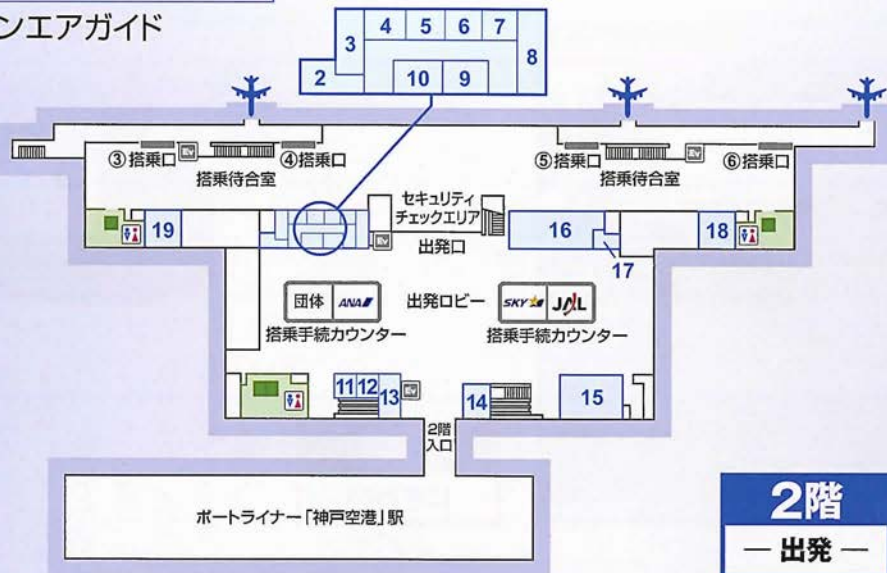 ンエアガイド
3 4 5 6 7 8
2 10 9
③搭乗口 ④搭乗口 ⑤搭乗口 ⑥搭乗口
搭乗待合室 搭乗待合室
セキュリティ
チェックエリア
19 16 18
出発口 17
団体 ANA 出発ロビー SKY JAL
搭乗手続カウンター 搭乗手続カウンター
11 12 13 14 15
2階
入口
ポートライナー「神戸空港」駅
2階
― 出発 ―